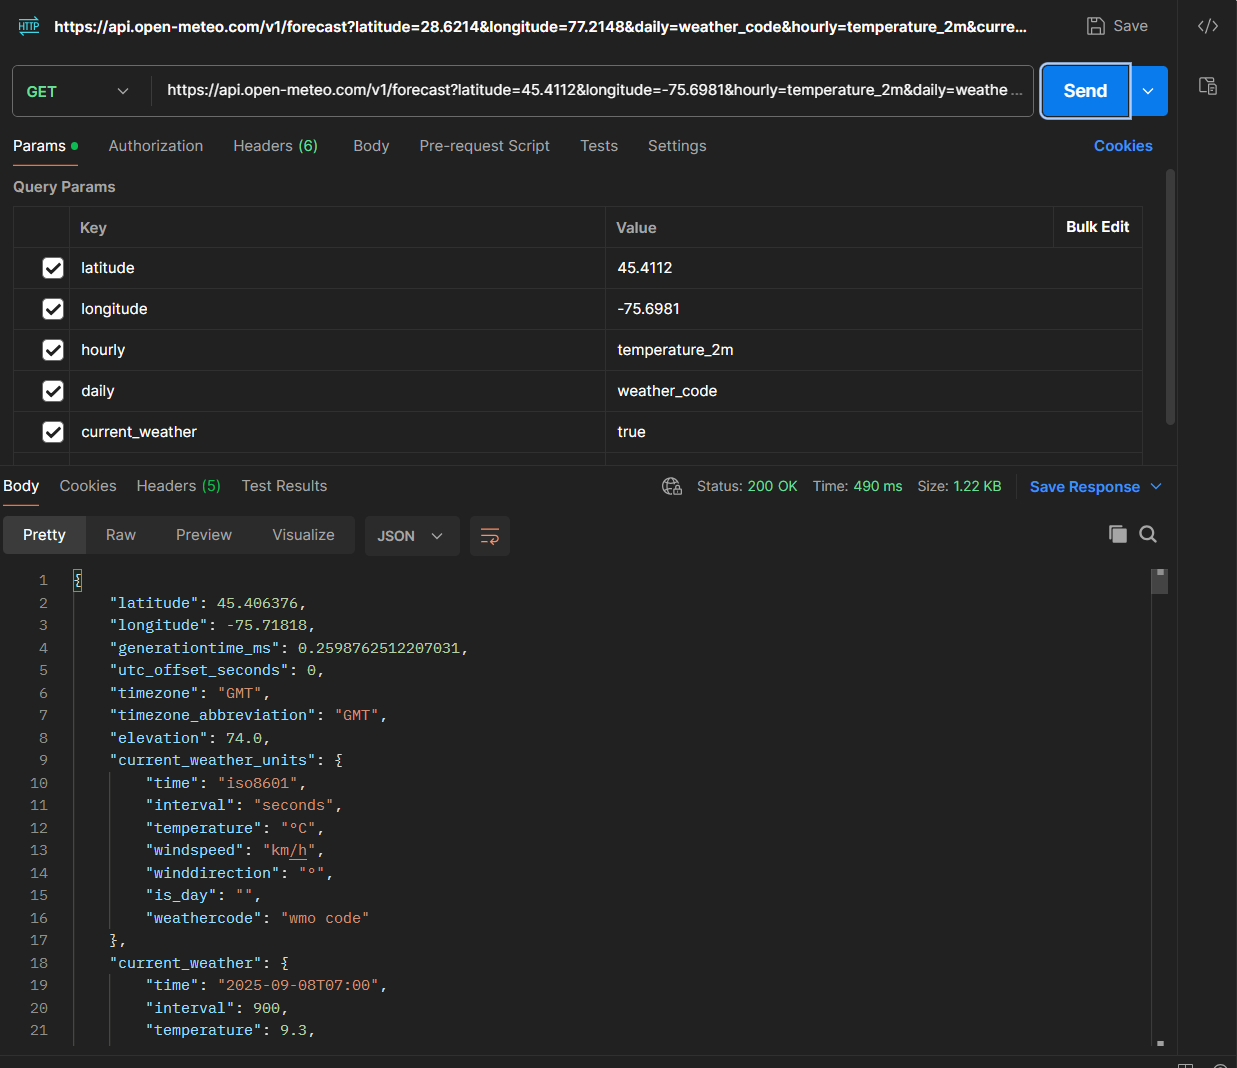 HTTP https://api.open-meteo.com/v1/forecast?latitude=28.6214&longitude=77.2148&daily=weather_code&hourly=temperature_2m&curre... Save
GET https://api.open-meteo.com/v1/forecast?latitude=45.4112&longitude=-75.6981&hourly=temperature_2m&daily=weathe ... Send
Params Authorization Headers (6) Body Pre-request Script Tests Settings Cookies
Query Params
Key Value Bulk Edit
latitude 45.4112
longitude -75.6981
hourly temperature_2m
daily weather_code
current_weather true
Body Cookies Headers (5) Test Results Status: 200 OK Time: 490 ms Size: 1.22 KB Save Response
Pretty Raw Preview Visualize JSON
1 {
2 "latitude": 45.406376,
3 "longitude": -75.71818,
4 "generationtime_ms": 0.2598762512207031,
5 "utc_offset_seconds": 0,
6 "timezone": "GMT",
7 "timezone_abbreviation": "GMT",
8 "elevation": 74.0,
9 "current_weather_units": {
10 "time": "iso8601",
11 "interval": "seconds",
12 "temperature": "°C",
13 "windspeed": "km/h",
14 "winddirection": "°",
15 "is_day": "",
16 "weathercode": "wmo code"
17 },
18 "current_weather": {
19 "time": "2025-09-08T07:00",
20 "interval": 900,
21 "temperature": 9.3,